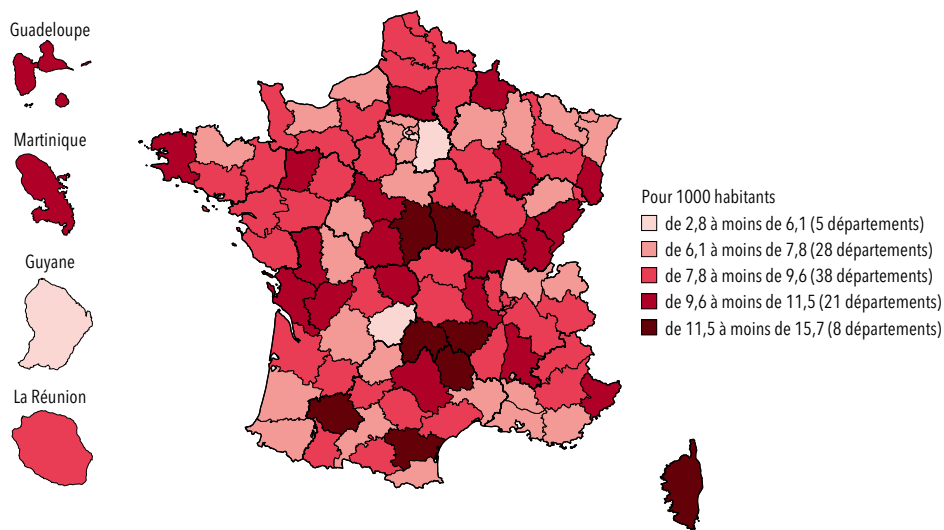 Guadeloupe
Martinique
Guyane
La Réunion
Pour 1000 habitants
de 2,8 à moins de 6,1 (5 départements)
de 6,1 à moins de 7,8 (28 départements)
de 7,8 à moins de 9,6 (38 départements)
de 9,6 à moins de 11,5 (21 départements)
de 11,5 à moins de 15,7 (8 départements)